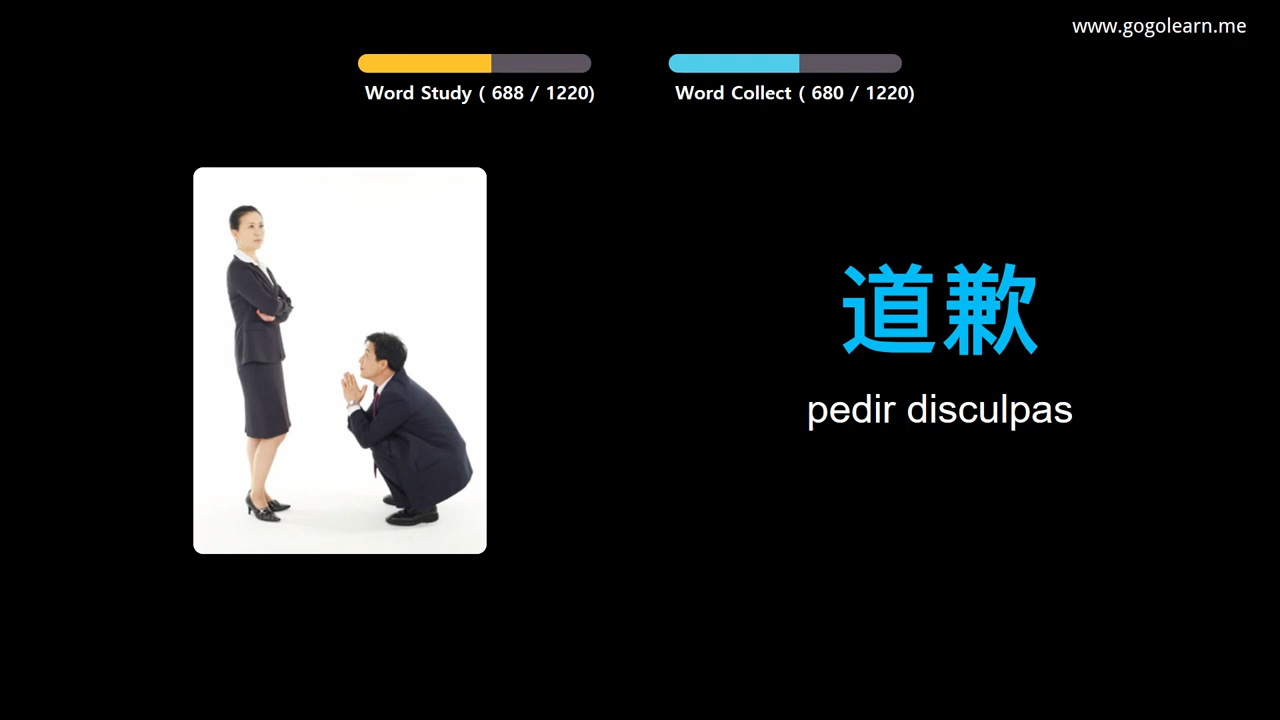 www.gogolearn.me
Word Study ( 688 / 1220)
Word Collect ( 680 / 1220)
道歉
pedir disculpas